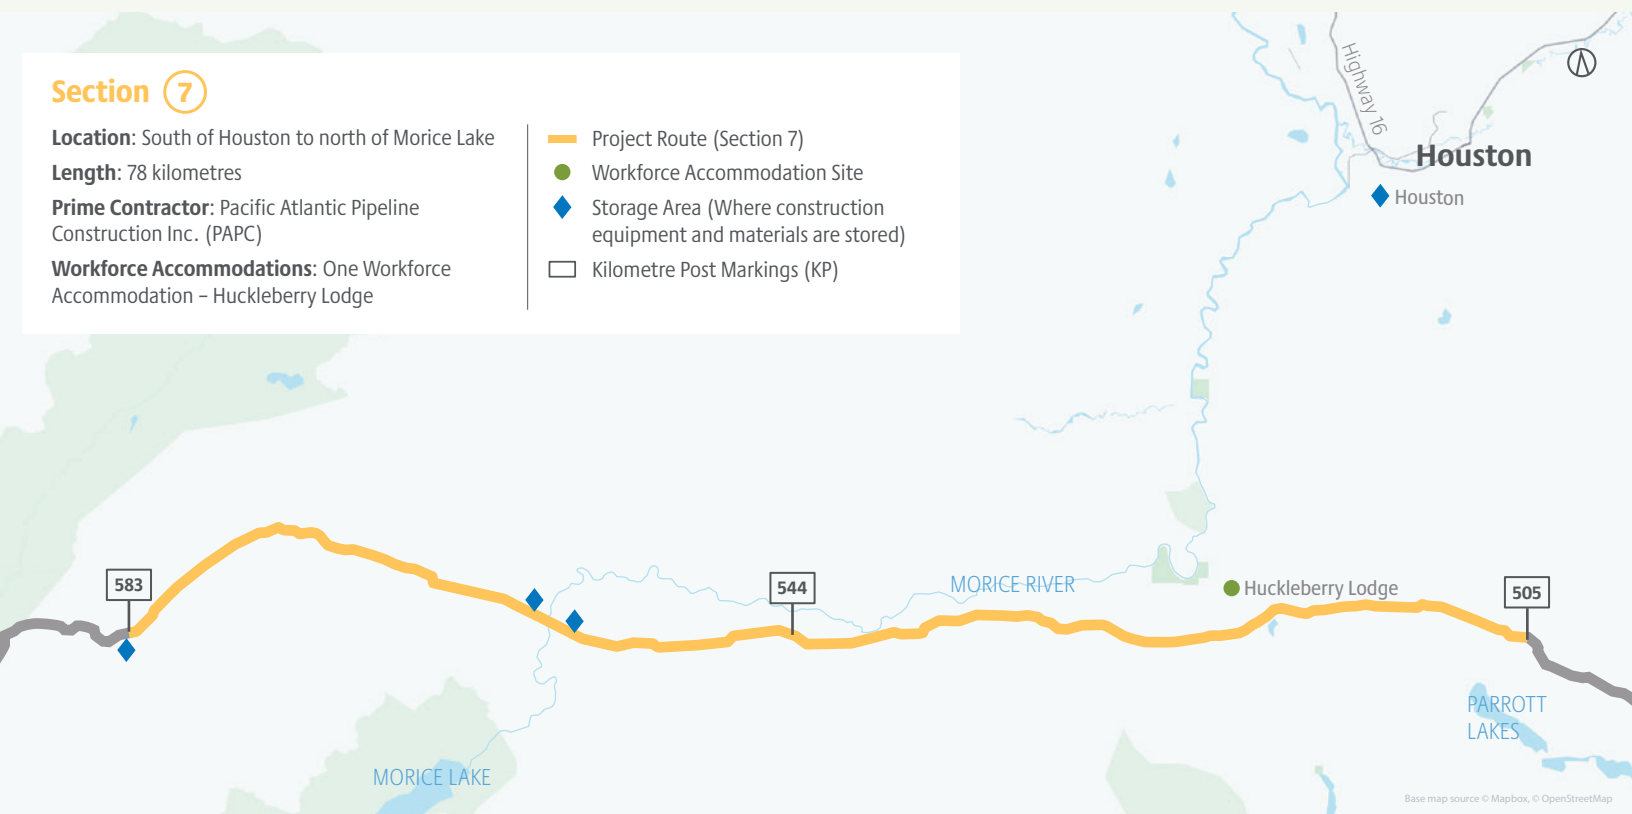 Section 7
Location: South of Houston to north of Morice Lake
Length: 78 kilometres
Prime Contractor: Pacific Atlantic Pipeline
Construction Inc. (PAPC)
Workforce Accommodations: One Workforce
Accommodation – Huckleberry Lodge
Project Route (Section 7)
Workforce Accommodation Site
Storage Area (Where construction
equipment and materials are stored)
Kilometre Post Markings (KP)
Highway 16
Houston
Houston
583
544
MORICE RIVER
Huckleberry Lodge
505
PARROTT
LAKES
MORICE LAKE
Base map source © Mapbox, © OpenStreetMap